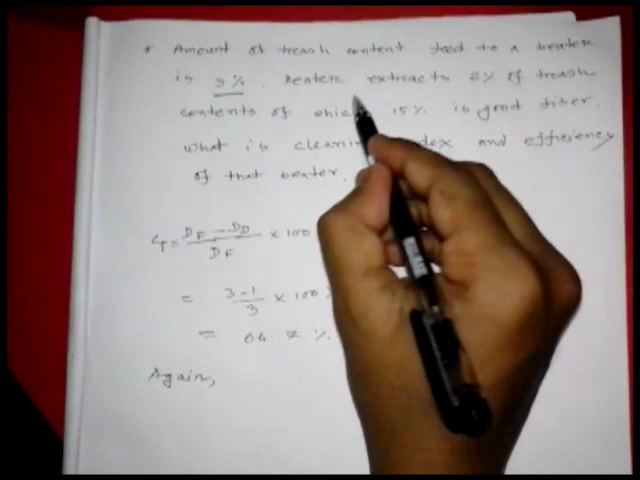 * Amount of trash content feed to a beater
is 3%. Beater extracts 2% of trash
contents of which 15% is good fiber.
What is cleaning index and efficiency
of that beater.
= DF - DD / DF × 100
= 3-1 / 3 × 100 %
= 66.7 %
Again,